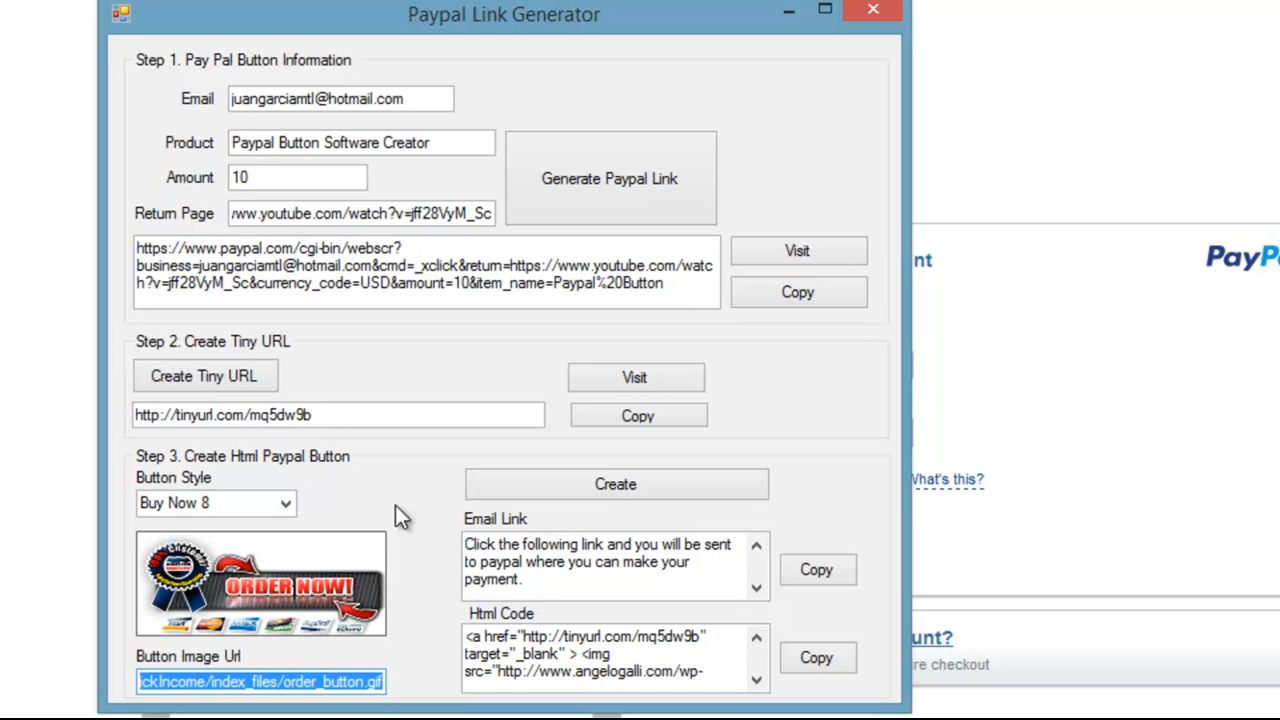 Paypal Link Generator
Step 1. Pay Pal Button Information
Email juangarciamtl@hotmail.com
Product Paypal Button Software Creator
Amount 10
Generate Paypal Link
Return Page www.youtube.com/watch?v=jff28VyM_Sc
https://www.paypal.com/cgi-bin/webscr?
business=juangarciamtl@hotmail.com&cmd=_xclick&return=https://www.youtube.com/watc
h?v=jff28VyM_Sc&currency_code=USD&amount=10&item_name=Paypal%20Button
Visit
Copy
Step 2. Create Tiny URL
Create Tiny URL
Visit
http://tinyurl.com/mq5dw9b
Copy
Step 3. Create Html Paypal Button
Button Style
Buy Now 8
Create
Email Link
Click the following link and you will be sent
to paypal where you can make your
payment.
Copy
ORDER NOW!
Html Code
<a href="http://tinyurl.com/mq5dw9b"
target="_blank" > <img
src="http://www.angelogalli.com/wp-
Copy
Button Image Url
ickIncome/index_files/order_button.gif
nt
PayP
What's this?
unt?
re checkout